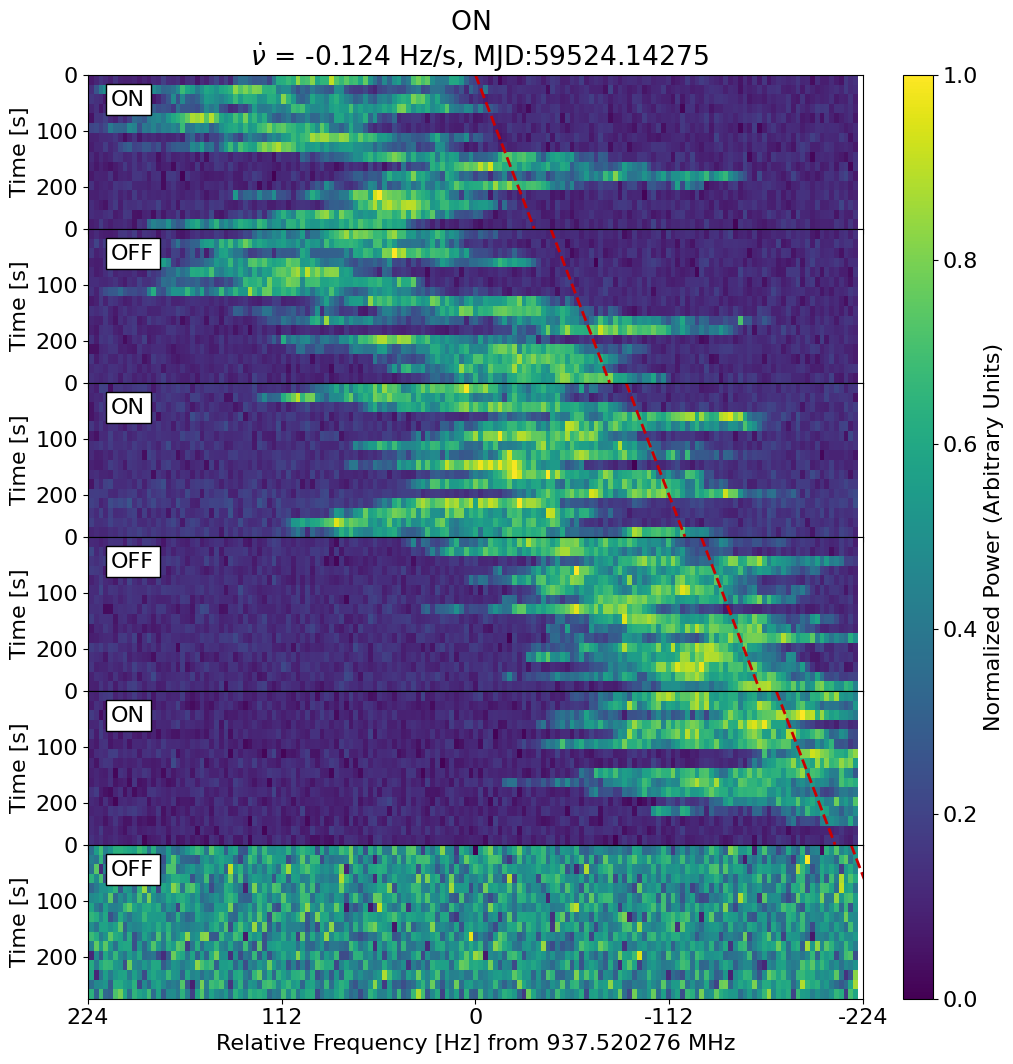 ON
ν̇ = -0.124 Hz/s, MJD:59524.14275
0
100
200
Time [s]
ON
0
100
200
Time [s]
OFF
0
100
200
Time [s]
ON
0
100
200
Time [s]
OFF
0
100
200
Time [s]
ON
0
100
200
Time [s]
OFF
224 112 0 -112 -224
Relative Frequency [Hz] from 937.520276 MHz
1.0
0.8
0.6
0.4
0.2
0.0
Normalized Power (Arbitrary Units)